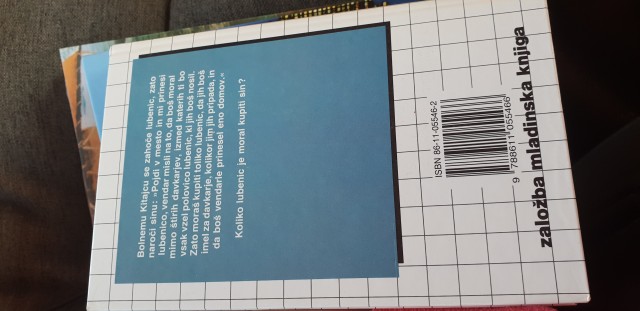 Bolnemu Kitajcu se zahoče lubenic, zato
naroči sinu: »Pojdi v mesto in mi prinesi
lubenico, vendar misli na to, da boš moral
mimo štirih davkarjev, izmed katerih ti bo
vsak vzel polovico lubenic, ki jih boš nosil.
Zato moraš kupiti toliko lubenic, da jih boš
imel za davkarje, kolikor jim jih pripada, in
da boš vendarle prinesel eno domov.«
Koliko lubenic je moral kupiti sin?
ISBN 86-11-05546-2
9 788611 055466
založba mladinska knjiga